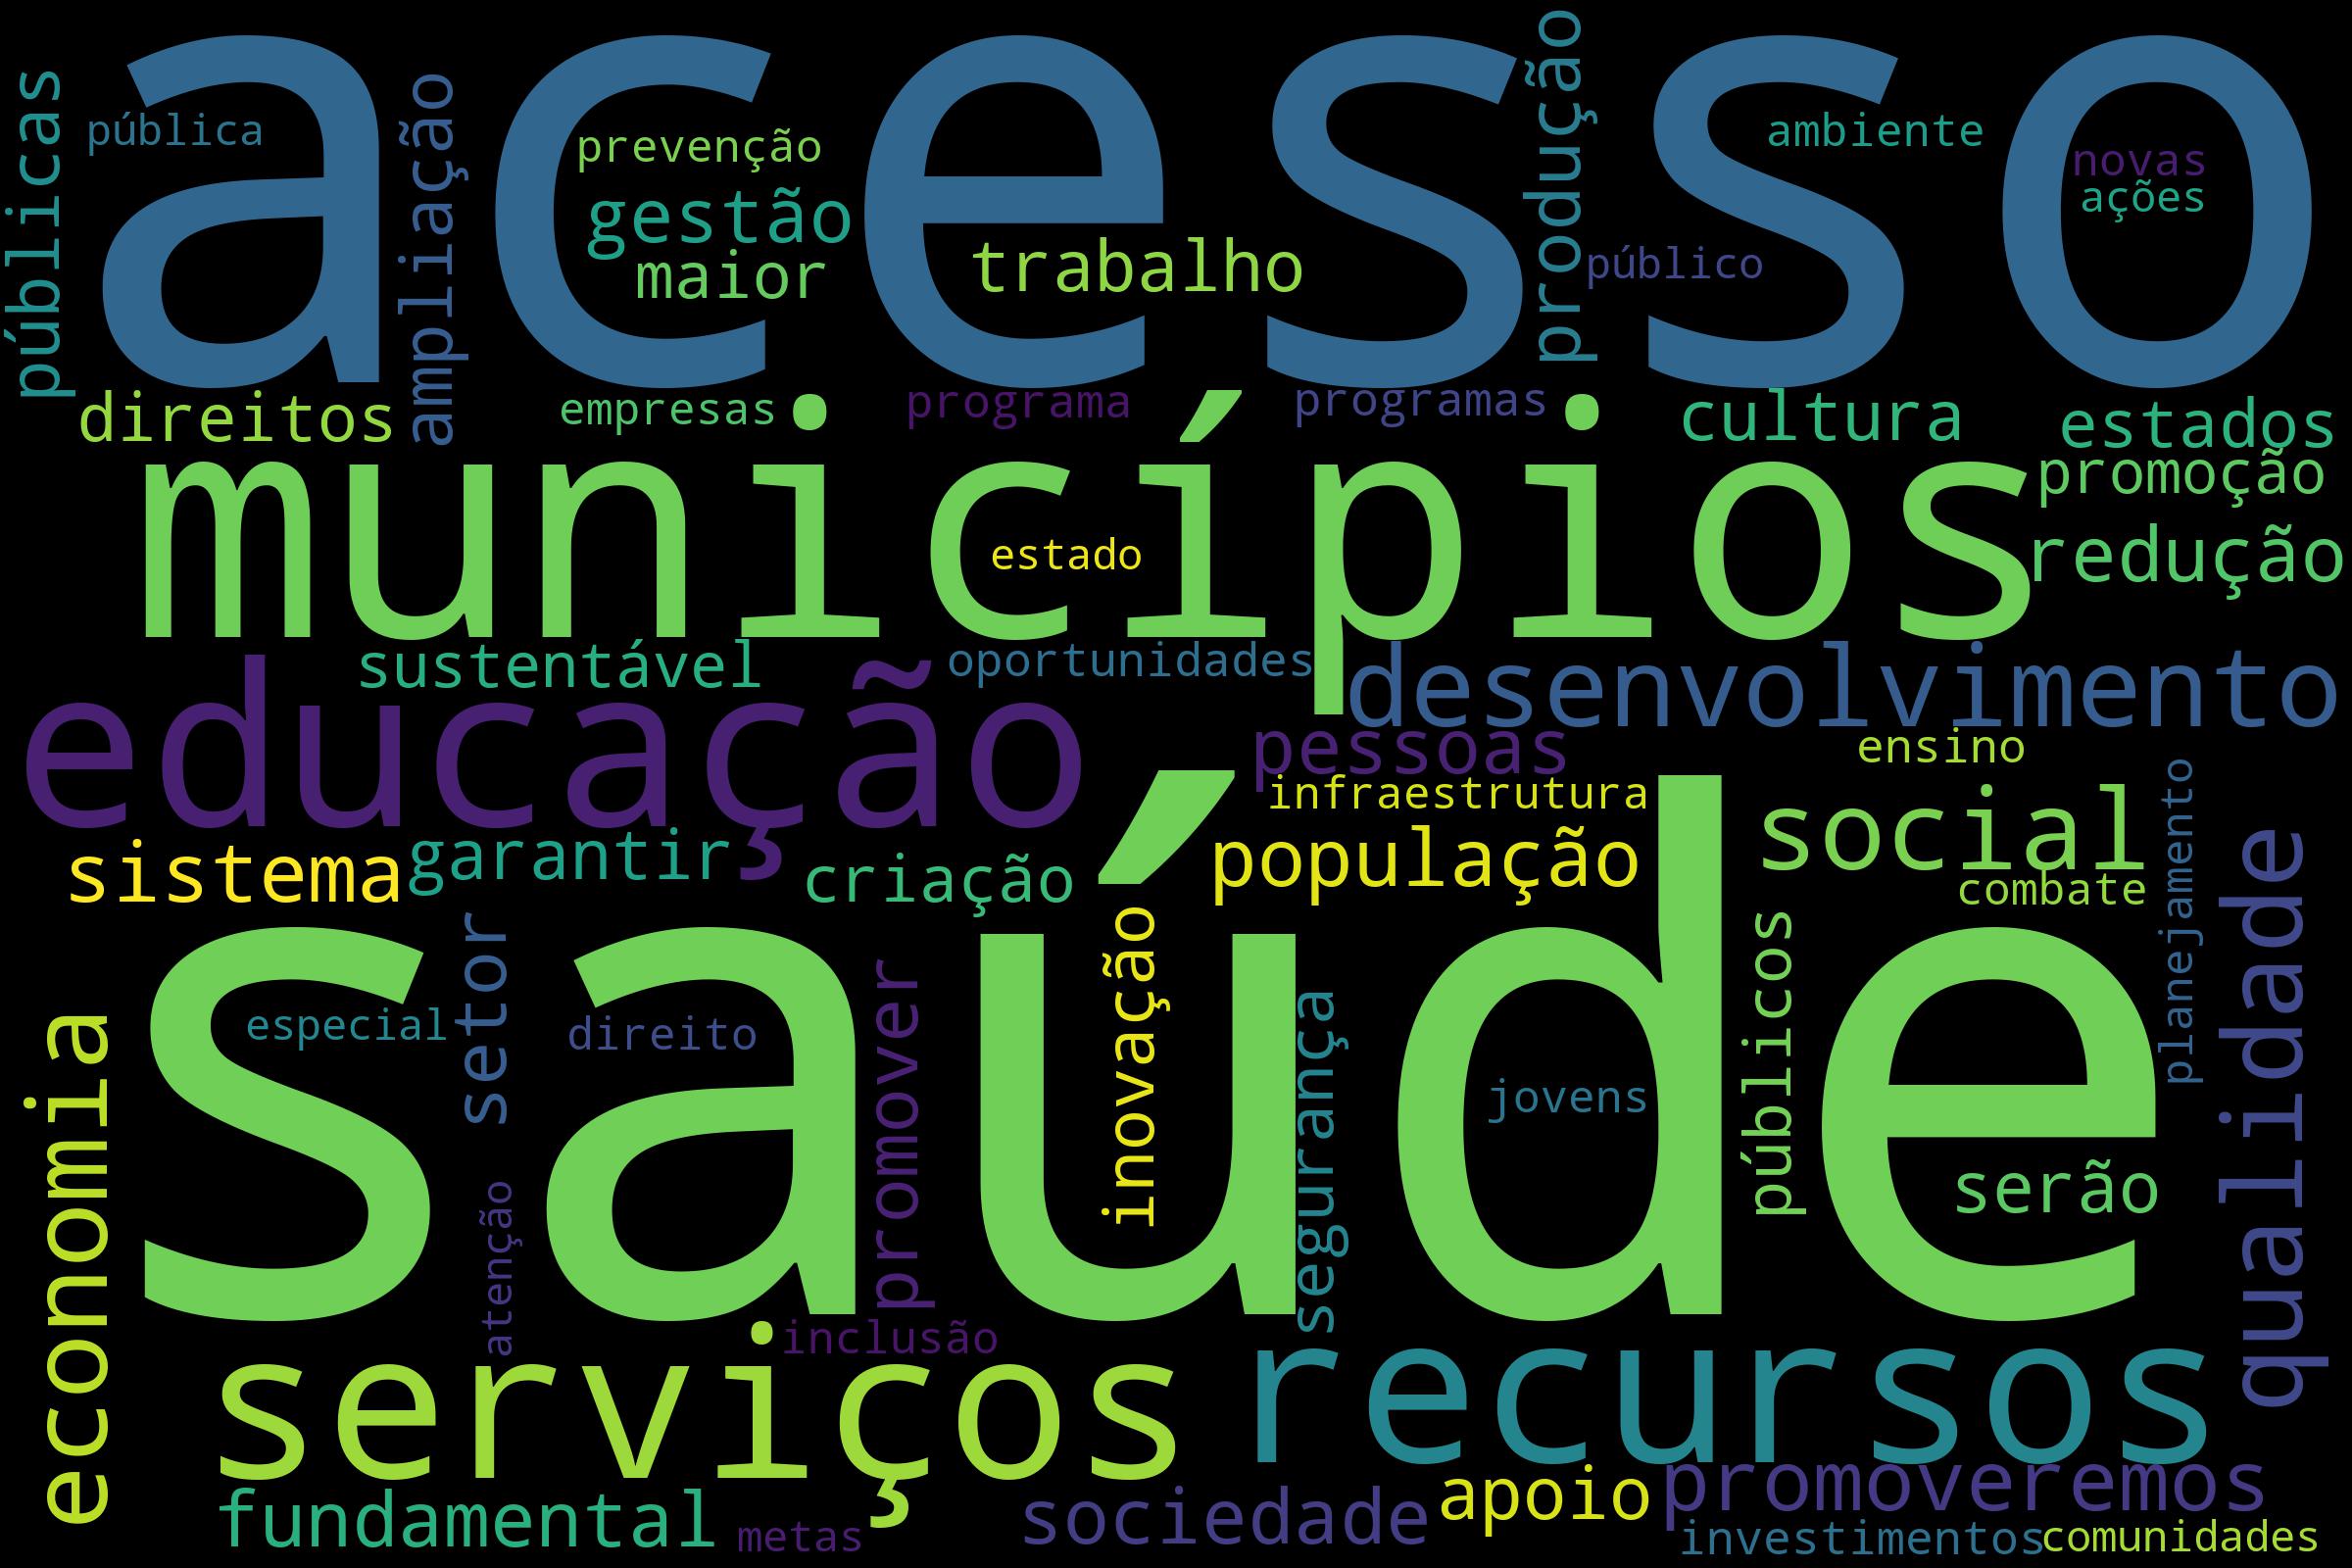 acesso
públicas
pública
ampliação
prevenção
gestão
maior
trabalho
produção
público
ambiente
novas
ações
direitos
empresas
programa
programas
cultura
estados
promoção
municípios
estado
redução
sustentável
oportunidades
desenvolvimento
educação
pessoas
ensino
infraestrutura
social
sistema
garantir
criação
população
combate
planejamento
qualidade
saúde
setor
especial
direito
promover
inovação
segurança
jovens
públicos
serão
economia
atenção
inclusão
serviços
recursos
fundamental
metas
sociedade
apoio
promoveremos
investimentos
comunidades